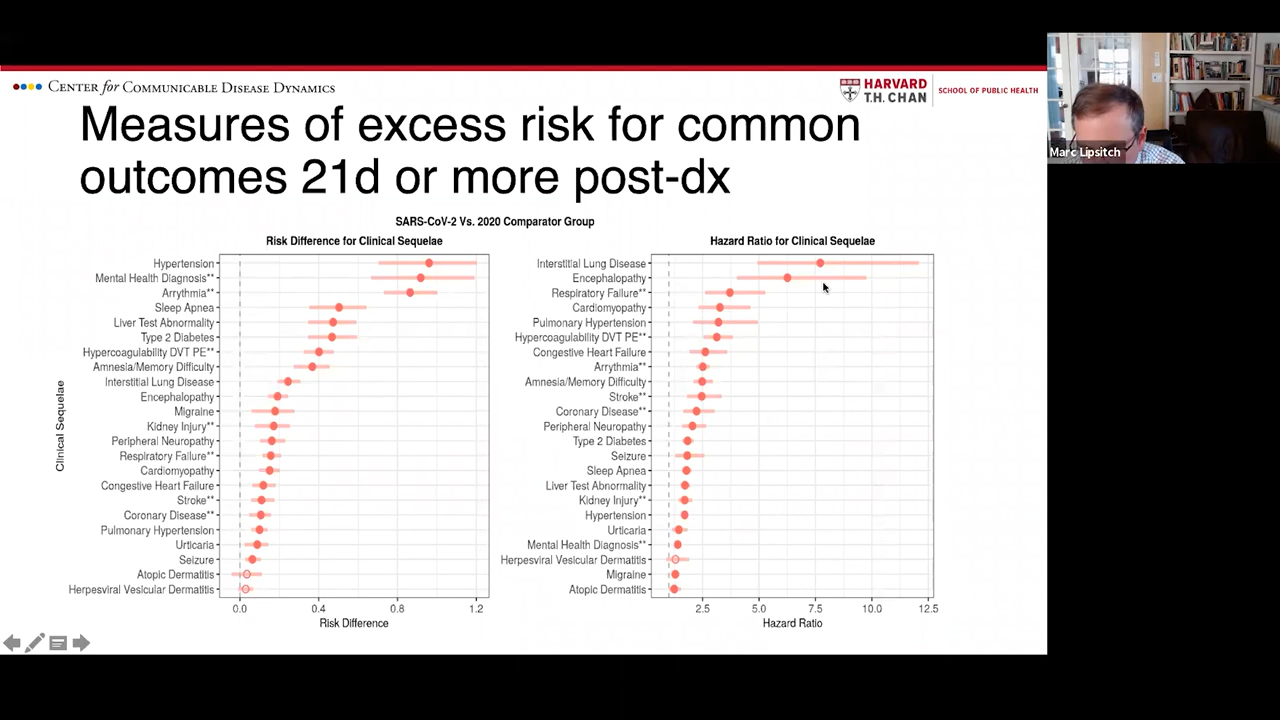 CENTER for COMMUNICABLE DISEASE DYNAMICS
HARVARD
T.H. CHAN
SCHOOL OF PUBLIC HEALTH
Measures of excess risk for common
outcomes 21d or more post-dx
SARS-CoV-2 Vs. 2020 Comparator Group
Risk Difference for Clinical Sequelae
Clinical Sequelae
Hypertension
Mental Health Diagnosis**
Arrythmia**
Sleep Apnea
Liver Test Abnormality
Type 2 Diabetes
Hypercoagulability DVT PE**
Amnesia/Memory Difficulty
Interstitial Lung Disease
Encephalopathy
Migraine
Kidney Injury**
Peripheral Neuropathy
Respiratory Failure**
Cardiomyopathy
Congestive Heart Failure
Stroke**
Coronary Disease**
Pulmonary Hypertension
Urticaria
Seizure
Atopic Dermatitis
Herpesviral Vesicular Dermatitis
0.0 0.4 0.8 1.2
Risk Difference
Hazard Ratio for Clinical Sequelae
Interstitial Lung Disease
Encephalopathy
Respiratory Failure**
Cardiomyopathy
Pulmonary Hypertension
Hypercoagulability DVT PE**
Congestive Heart Failure
Arrythmia**
Amnesia/Memory Difficulty
Stroke**
Coronary Disease**
Peripheral Neuropathy
Type 2 Diabetes
Seizure
Sleep Apnea
Liver Test Abnormality
Kidney Injury**
Hypertension
Urticaria
Mental Health Diagnosis**
Herpesviral Vesicular Dermatitis
Migraine
Atopic Dermatitis
2.5 5.0 7.5 10.0 12.5
Hazard Ratio
Marc Lipsitch